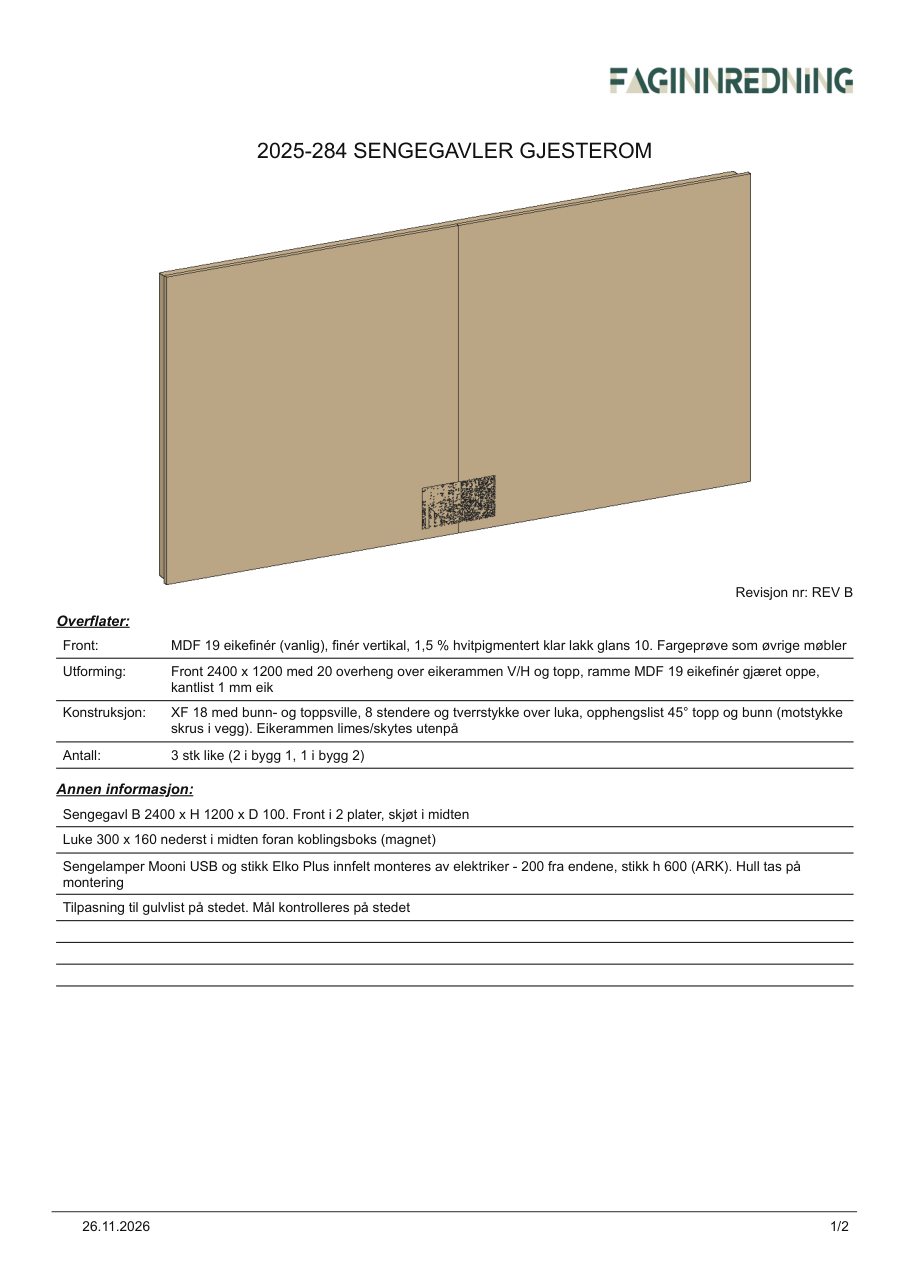 FAGINNREDNING
2025-284 SENGEGAVLER GJESTEROM
Revisjon nr: REV B
Overflater:
Front: MDF 19 eikefinér (vanlig), finér vertikal, 1,5 % hvitpigmentert klar lakk glans 10. Fargeprøve som øvrige møbler
Utforming: Front 2400 x 1200 med 20 overheng over eikerammen V/H og topp, ramme MDF 19 eikefinér gjæret oppe,
kantlist 1 mm eik
Konstruksjon: XF 18 med bunn- og toppsville, 8 stendere og tverrstykke over luka, opphengslist 45° topp og bunn (motstykke
skrus i vegg). Eikerammen limes/skytes utenpå
Antall: 3 stk like (2 i bygg 1, 1 i bygg 2)
Annen informasjon:
Sengegavl B 2400 x H 1200 x D 100. Front i 2 plater, skjøt i midten
Luke 300 x 160 nederst i midten foran koblingsboks (magnet)
Sengelamper Mooni USB og stikk Elko Plus innfelt monteres av elektriker - 200 fra endene, stikk h 600 (ARK). Hull tas på
montering
Tilpasning til gulvlist på stedet. Mål kontrolleres på stedet
26.11.2026
1/2